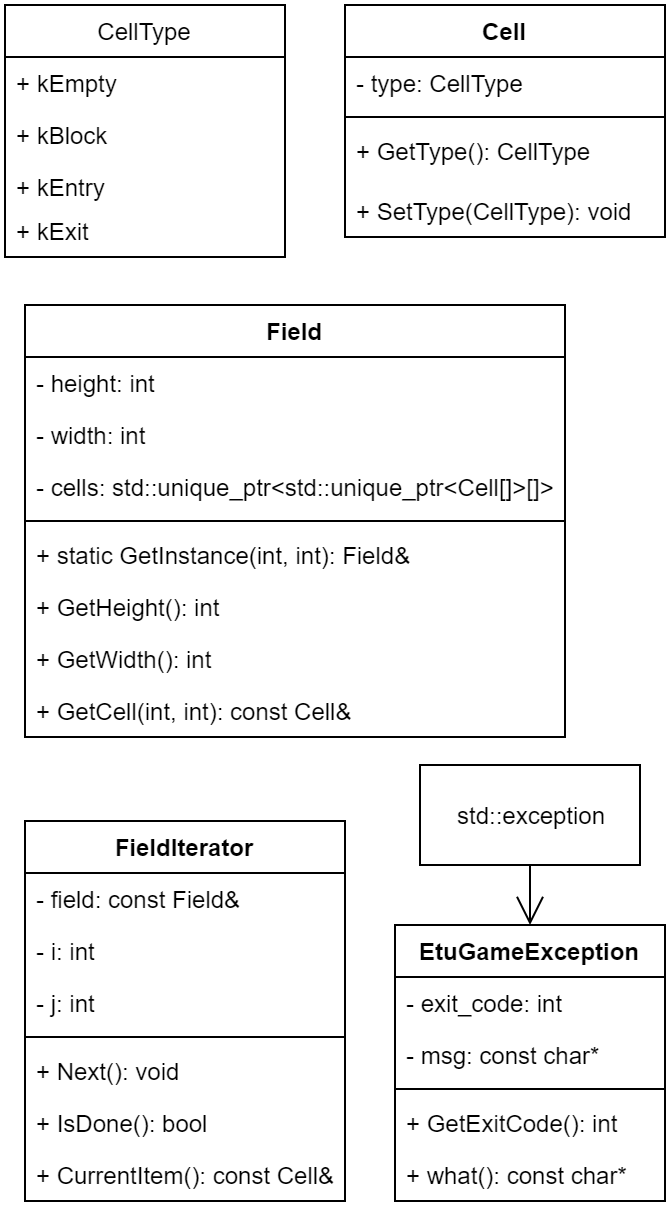 CellType
+ kEmpty
+ kBlock
+ kEntry
+ kExit
Cell
- type: CellType
+ GetType(): CellType
+ SetType(CellType): void
Field
- height: int
- width: int
- cells: std::unique_ptr<std::unique_ptr<Cell[]>[]>
+ static GetInstance(int, int): Field&
+ GetHeight(): int
+ GetWidth(): int
+ GetCell(int, int): const Cell&
FieldIterator
- field: const Field&
- i: int
- j: int
+ Next(): void
+ IsDone(): bool
+ CurrentItem(): const Cell&
std::exception
EtuGameException
- exit_code: int
- msg: const char*
+ GetExitCode(): int
+ what(): const char*